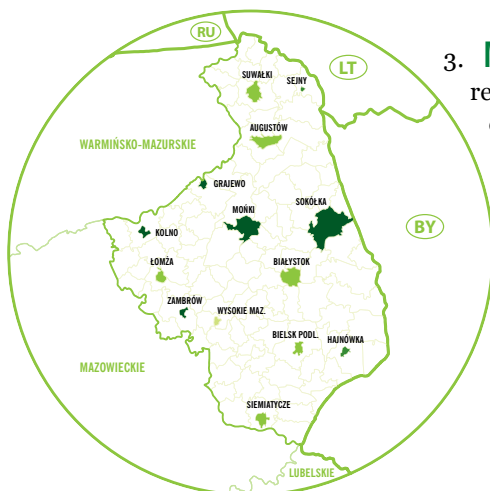 RU
LT
3. 
re
SUWAŁKI
SEJNY
AUGUSTÓW
WARMIŃSKO-MAZURSKIE
GRAJEWO
MOŃKI
SOKÓŁKA
KOLNO
BY
ŁOMŻA
BIAŁYSTOK
ZAMBRÓW
WYSOKIE MAZ.
BIELSK PODL.
HAJNÓWKA
MAZOWIECKIE
SIEMIATYCZE
LUBELSKIE